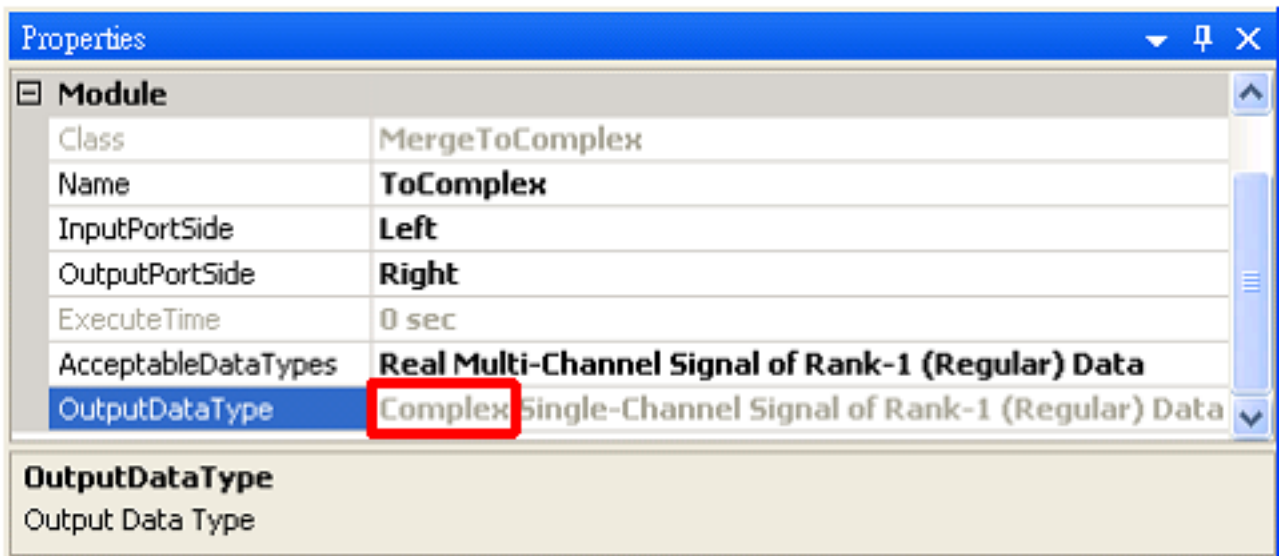 Properties
Module
Class MergeToComplex
Name ToComplex
InputPortSide Left
OutputPortSide Right
ExecuteTime 0 sec
AcceptableDataTypes Real Multi-Channel Signal of Rank-1 (Regular) Data
OutputDataType Complex Single-Channel Signal of Rank-1 (Regular) Data
OutputDataType
Output Data Type